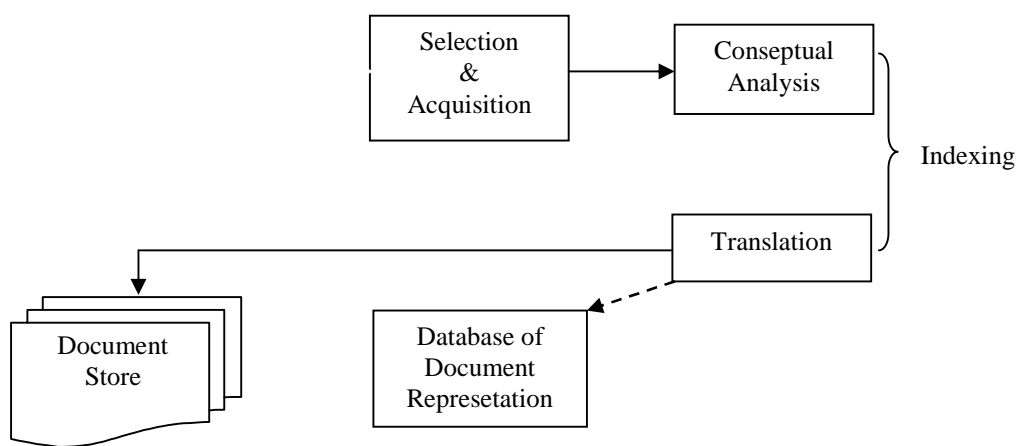 Selection
&
Acquisition
Conseptual
Analysis
Indexing
Translation
Document
Store
Database of
Document
Represetation